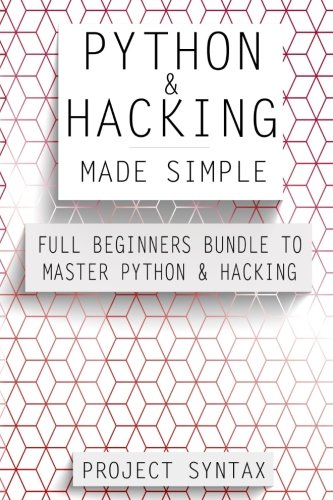 PYTHON
&
HACKING
MADE SIMPLE
FULL BEGINNERS BUNDLE TO
MASTER PYTHON & HACKING
PROJECT SYNTAX